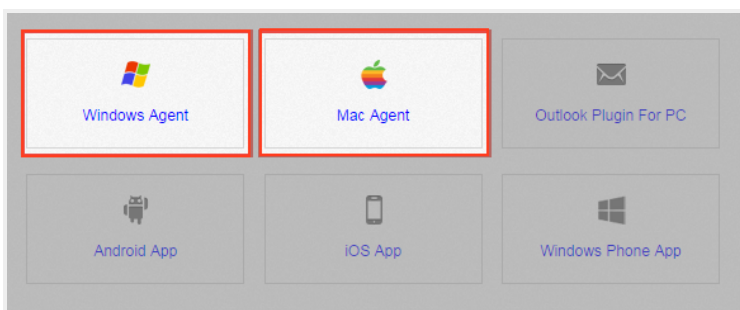 Windows Agent
Mac Agent
Outlook Plugin For PC
Android App
iOS App
Windows Phone App